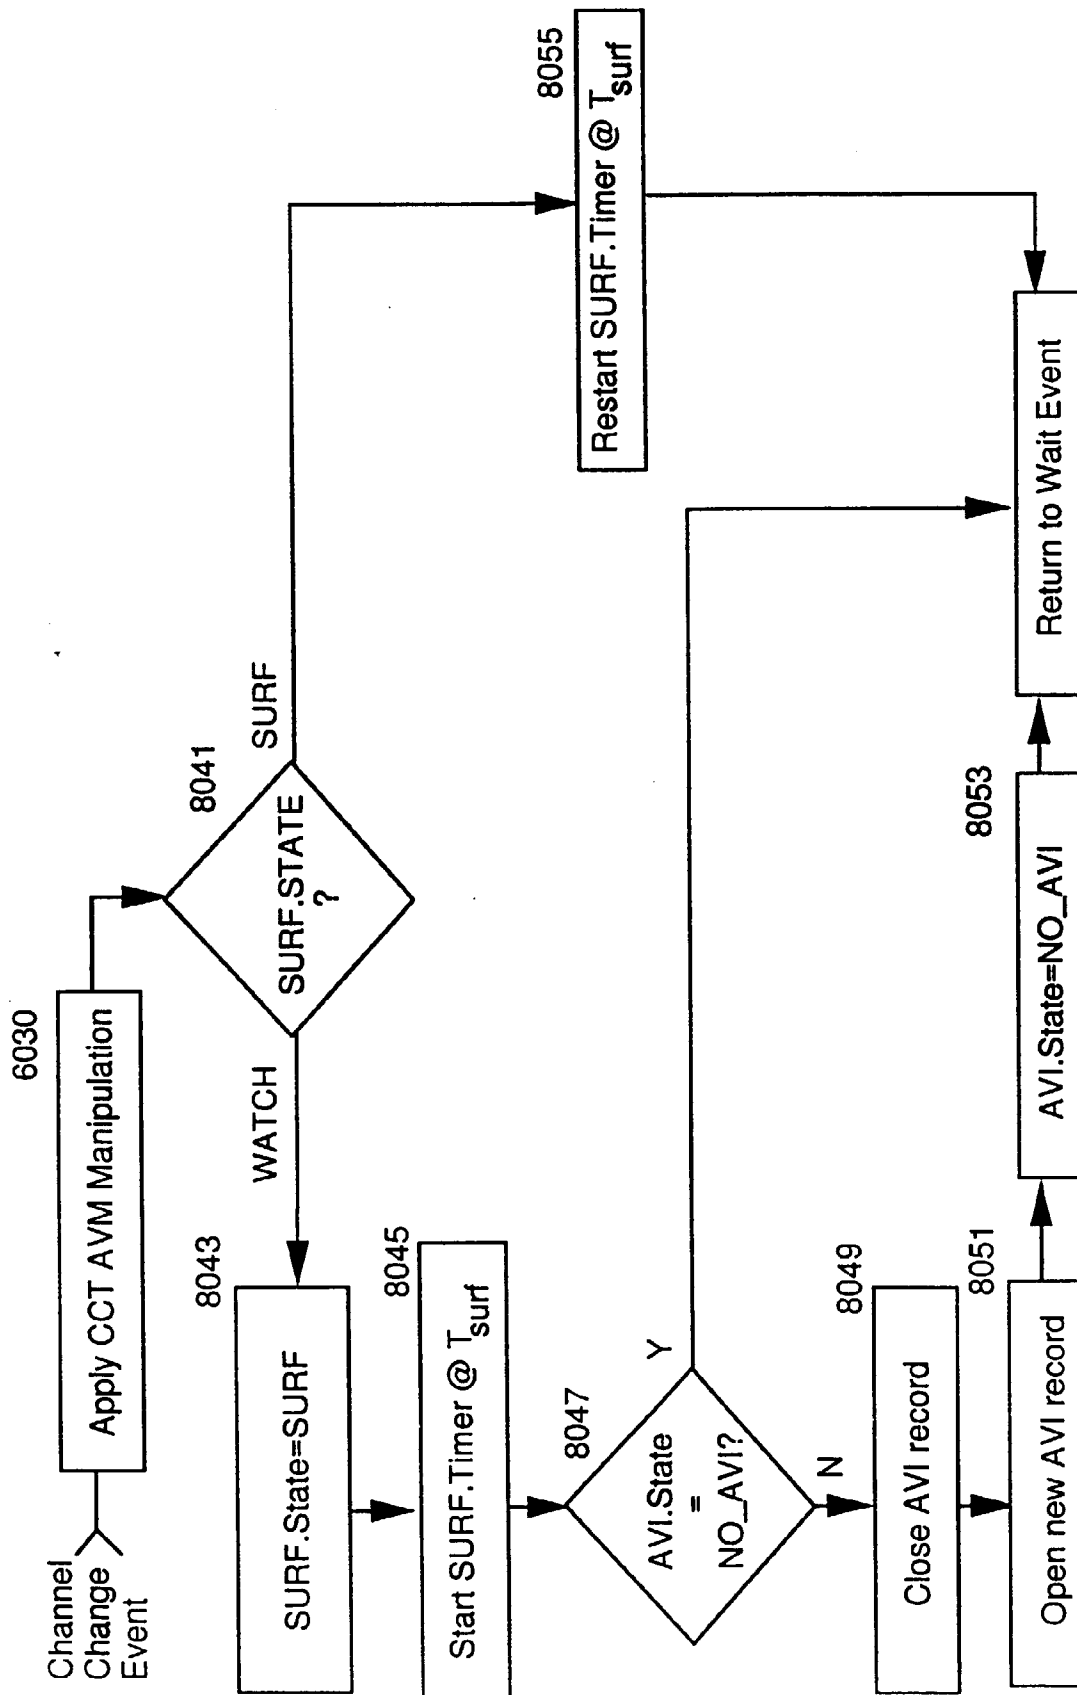 Channel
Change
Event
6030
Apply CCT AVM Manipulation
8041
SURF.STATE
?
WATCH
SURF
8043
SURF.State=SURF
8045
Start SURF.Timer @ Tsurf
8047
AVI.State
=
NO_AVI?
Y
N
8049
Close AVI record
8051
Open new AVI record
8053
AVI.State=NO_AVI
8055
Restart SURF.Timer @ Tsurf
Return to Wait Event